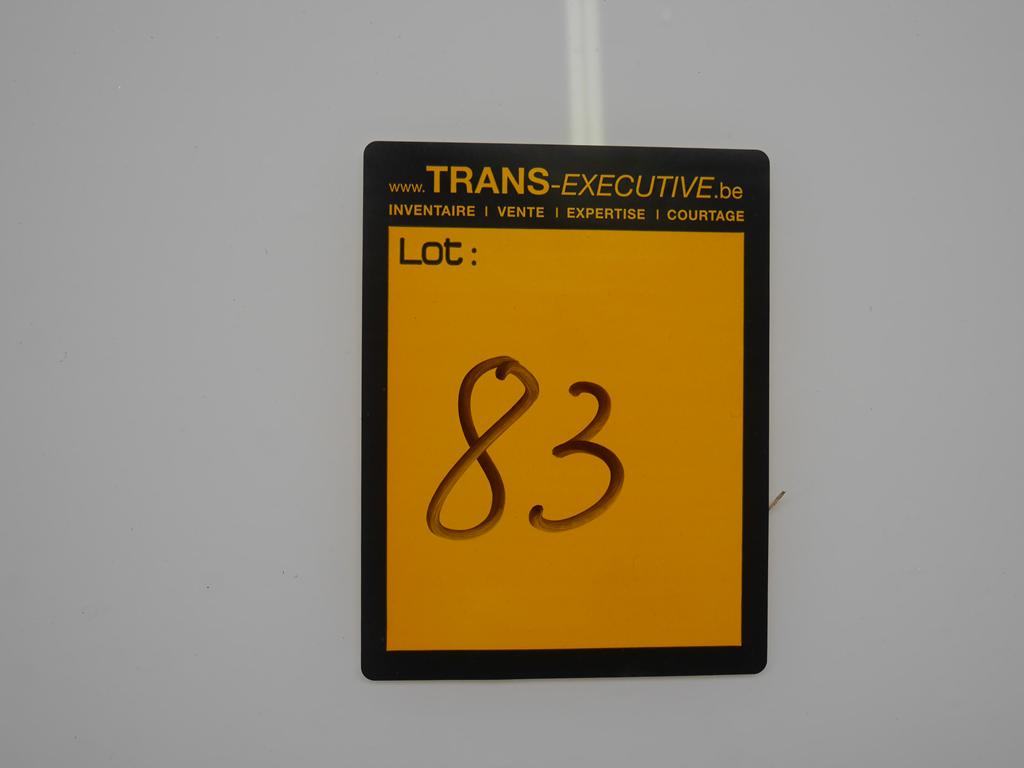 www.TRANS-EXECUTIVE.be
INVENTAIRE | VENTE | EXPERTISE | COURTAGE
Lot:
83